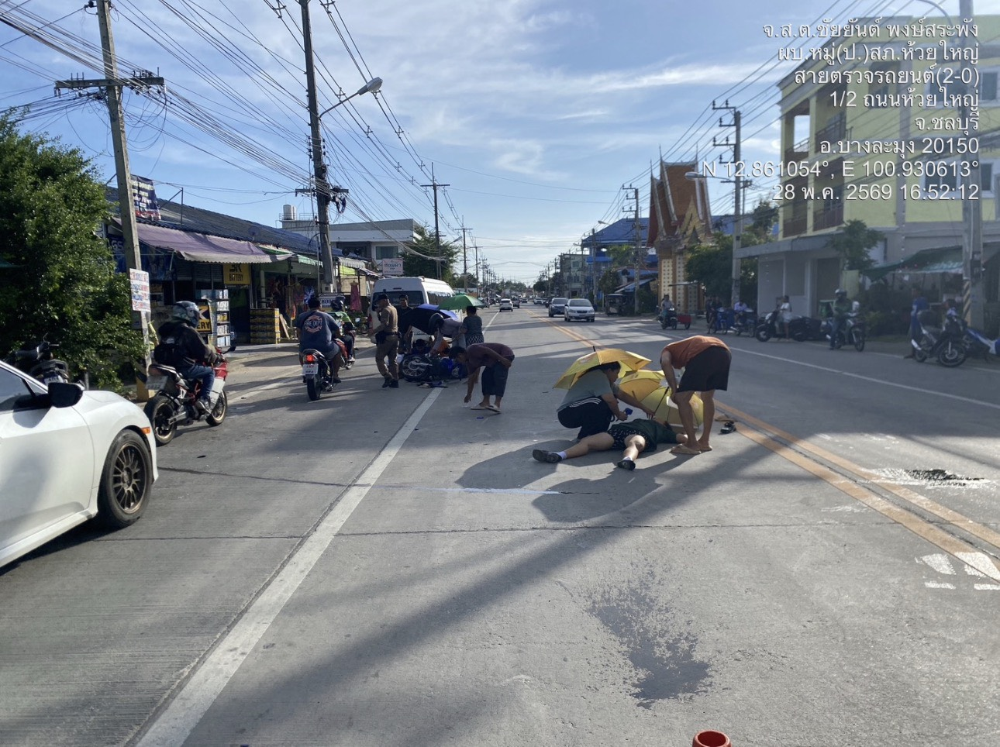 จ.ส.ต.ชัยยันต์ พงษ์สระพัง
ผบ.หมู่(ป.)สภ.ห้วยใหญ่
สายตรวจรถยนต์(2-0)
1/2 ถนนห้วยใหญ่
จ.ชลบุรี
อ.บางละมุง 20150
N 12.861054°, E 100.930613°
28 พ.ค. 2569 16:52:12
BATTERY